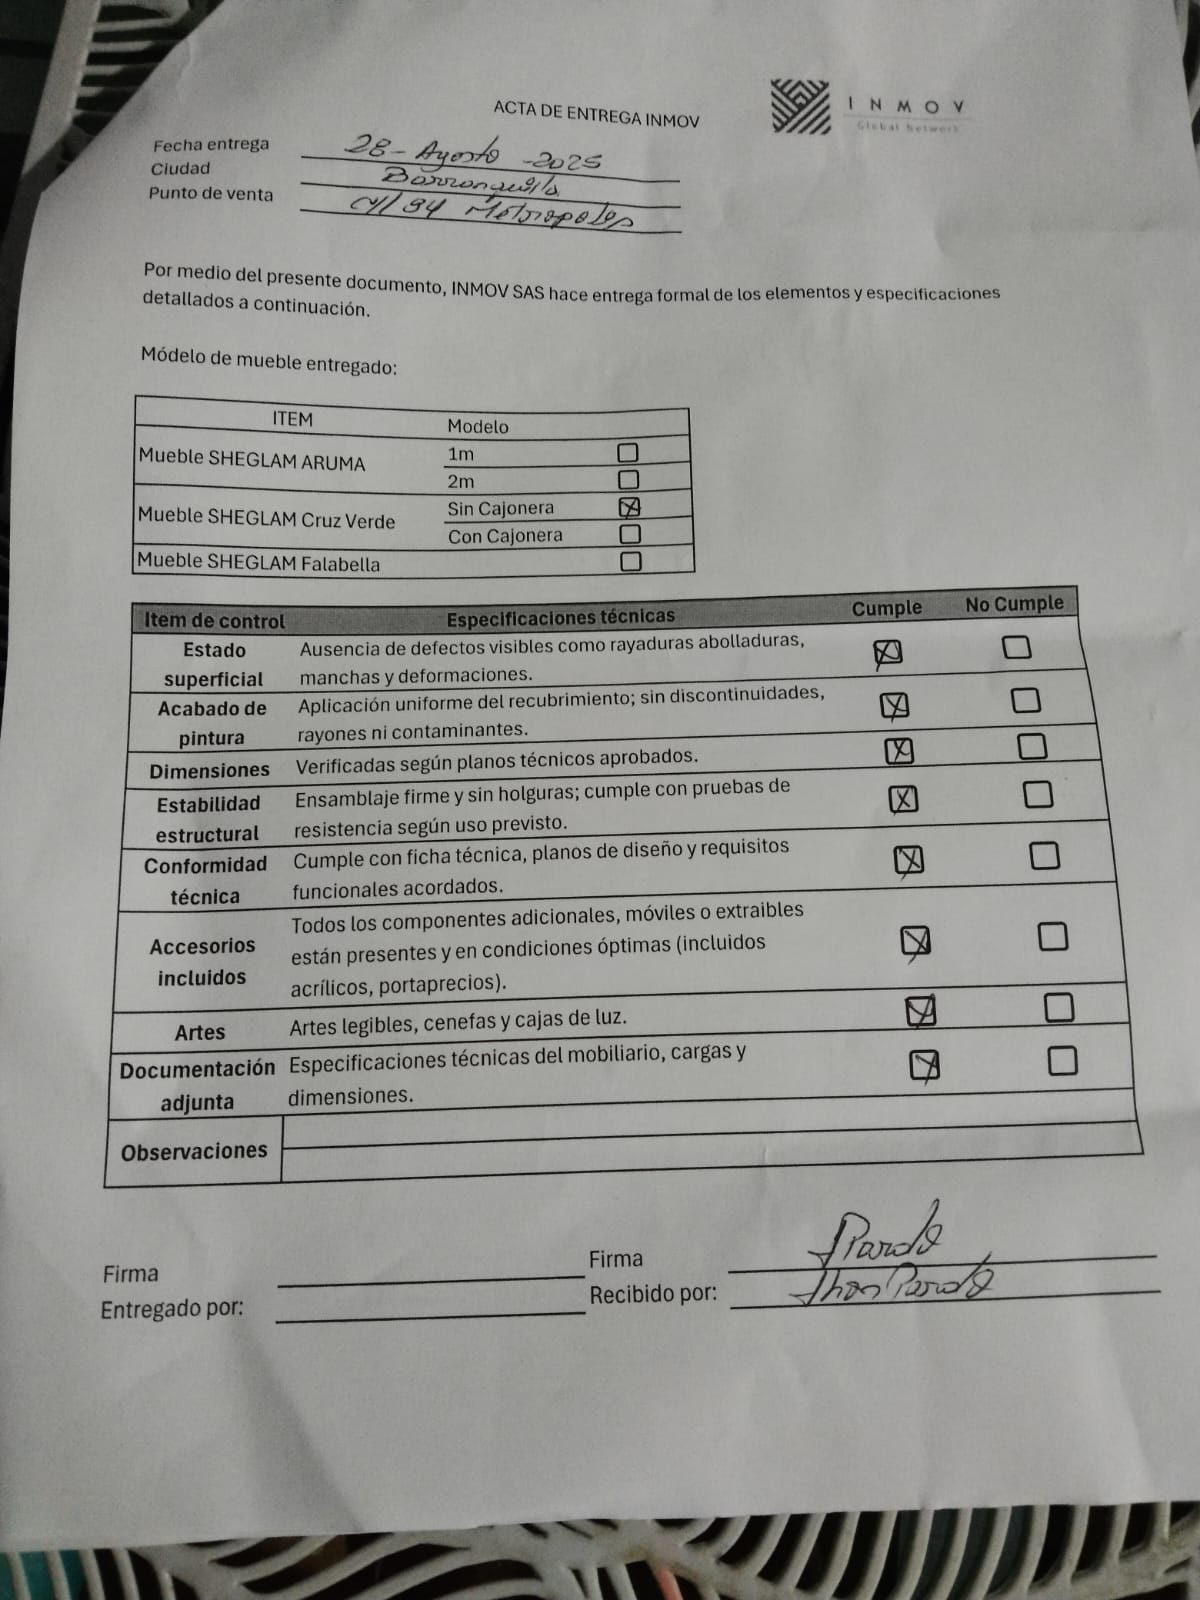 ACTA DE ENTREGA INMOV
INMOV
Global Network
Fecha entrega 28-Agosto-2025
Ciudad Barranquilla
Punto de venta 94
Por medio del presente documento, INMOV SAS hace entrega formal de los elementos y especificaciones
detallados a continuación.
Módelo de mueble entregado:
ITEM Modelo
Mueble SHEGLAM ARUMA 1m ☐
2m ☐
Mueble SHEGLAM Cruz Verde Sin Cajonera ☒
Con Cajonera ☐
Mueble SHEGLAM Falabella ☐
Item de control Especificaciones técnicas Cumple No Cumple
Estado superficial Ausencia de defectos visibles como rayaduras abolladuras, ☒ ☐
manchas y deformaciones.
Acabado de pintura Aplicación uniforme del recubrimiento; sin discontinuidades, ☒ ☐
rayones ni contaminantes.
Dimensiones Verificadas según planos técnicos aprobados. ☒ ☐
Estabilidad estructural Ensamblaje firme y sin holguras; cumple con pruebas de ☒ ☐
resistencia según uso previsto.
Conformidad técnica Cumple con ficha técnica, planos de diseño y requisitos ☒ ☐
funcionales acordados.
Accesorios incluidos Todos los componentes adicionales, móviles o extraibles ☒ ☐
están presentes y en condiciones óptimas (incluidos
acrílicos, portaprecios).
Artes Artes legibles, cenefas y cajas de luz. ☒ ☐
Documentación adjunta Especificaciones técnicas del mobiliario, cargas y ☒ ☐
dimensiones.
Observaciones
Firma
Entregado por:
Firma JPardo
Recibido por: Jhon Pardo